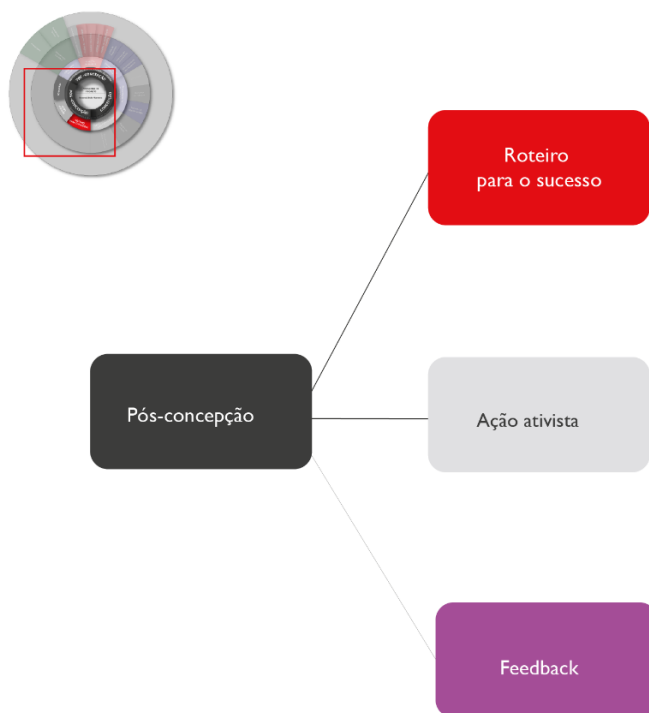 Roteiro
para o sucesso
Pós-concepção
Ação ativista
Feedback